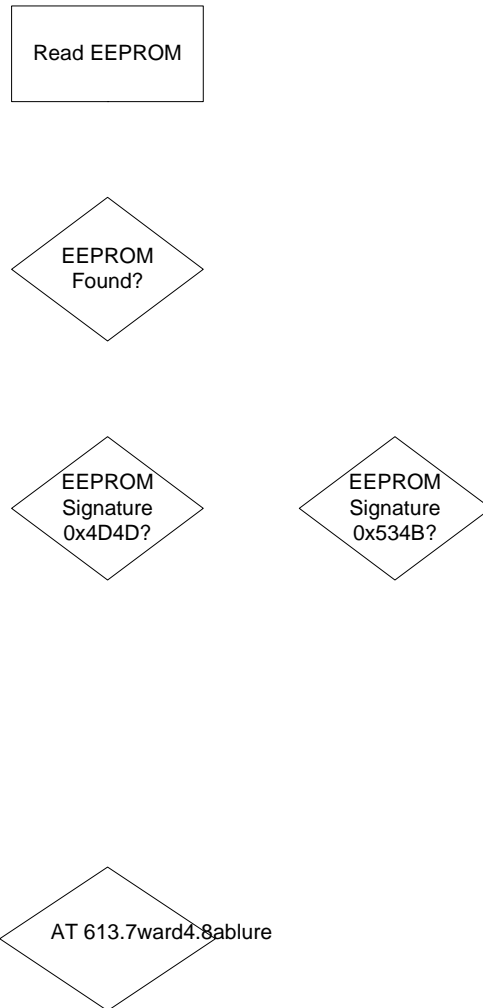 Read EEPROM
EEPROM
Found?
EEPROM
Signature
0x4D4D?
EEPROM
Signature
0x534B?
AT 613.7ward4.8ablure